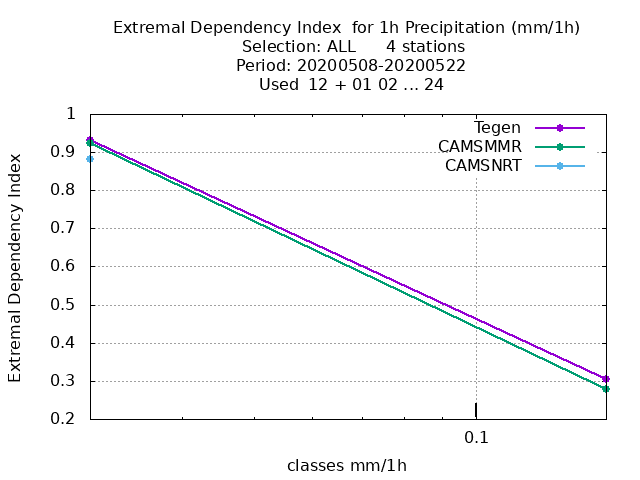 Extremal Dependency Index  for 1h Precipitation (mm/1h)
Selection: ALL      4 stations
Period: 20200508-20200522
Used  12 + 01 02 ... 24
Tegen
CAMSMMR
CAMSNRT
1
0.9
0.8
0.7
0.6
0.5
0.4
0.3
0.2
Extremal Dependency Index
0.1
classes mm/1h